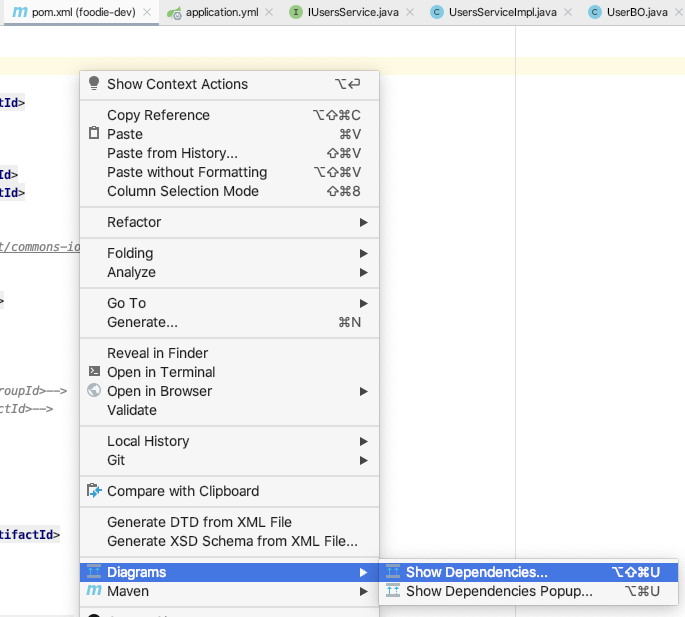 pom.xml (foodie-dev) application.yml IUsersService.java UsersServiceImpl.java UserBO.java
tId>
Id>
tId>
t/commons-io
>
roupId>-->
ctId>-->
tifactId>
Show Context Actions ⌥⏎
Copy Reference ⌥⇧⌘C
Paste ⌘V
Paste from History... ⇧⌘V
Paste without Formatting ⌥⇧⌘V
Column Selection Mode ⇧⌘8
Refactor
Folding
Analyze
Go To
Generate... ⌘N
Reveal in Finder
Open in Terminal
Open in Browser
Validate
Local History
Git
Compare with Clipboard
Generate DTD from XML File
Generate XSD Schema from XML File...
Diagrams
Maven
Show Dependencies... ⌥⇧⌘U
Show Dependencies Popup... ⌥⌘U